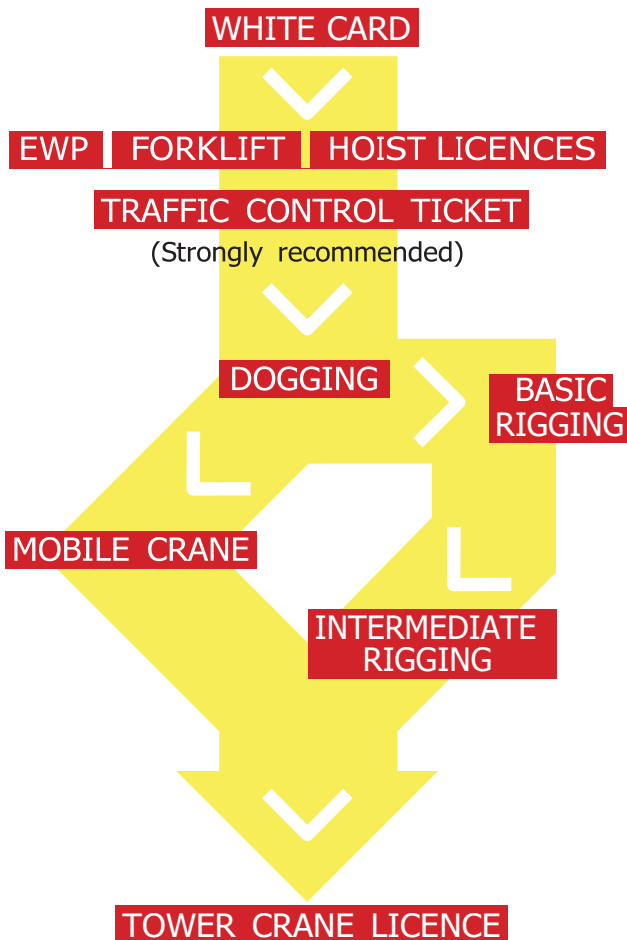 WHITE CARD
EWP FORKLIFT HOIST LICENCES
TRAFFIC CONTROL TICKET
(Strongly recommended)
DOGGING
BASIC
RIGGING
MOBILE CRANE
INTERMEDIATE
RIGGING
TOWER CRANE LICENCE